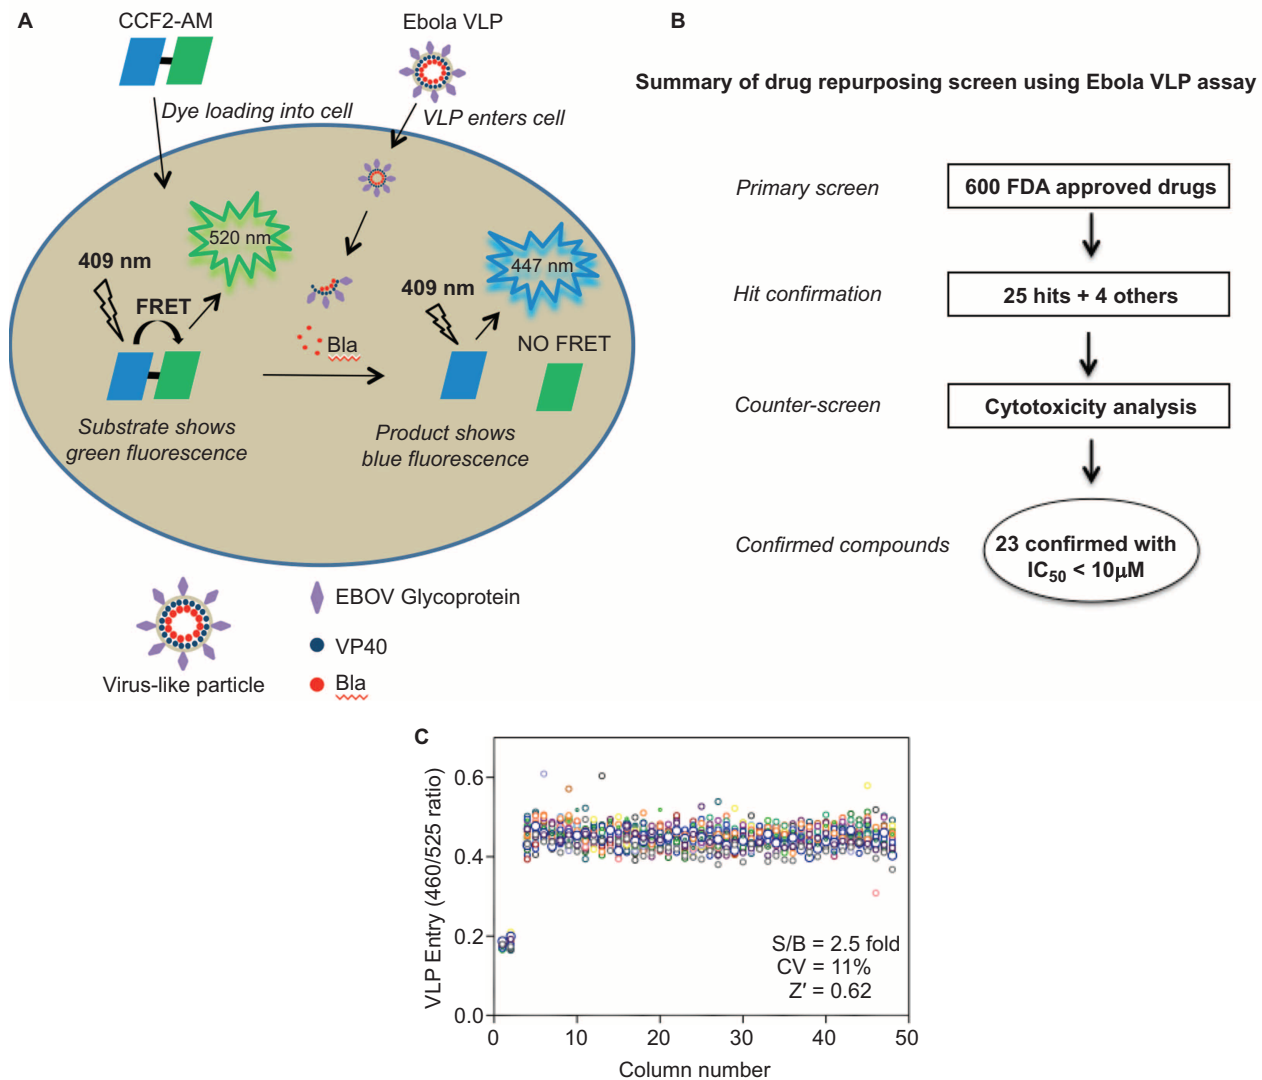 A
CCF2-AM
Ebola VLP
Dye loading into cell
VLP enters cell
520 nm
409 nm
FRET
447 nm
409 nm
Bla
NO FRET
Substrate shows
green fluorescence
Product shows
blue fluorescence
EBOV Glycoprotein
VP40
Bla
Virus-like particle
B
Summary of drug repurposing screen using Ebola VLP assay
Primary screen
600 FDA approved drugs
Hit confirmation
25 hits + 4 others
Counter-screen
Cytotoxicity analysis
Confirmed compounds
23 confirmed with
IC50 < 10μM
C
VLP Entry (460/525 ratio)
0.6
0.4
0.2
0.0
S/B = 2.5 fold
CV = 11%
Z′ = 0.62
0 10 20 30 40 50
Column number